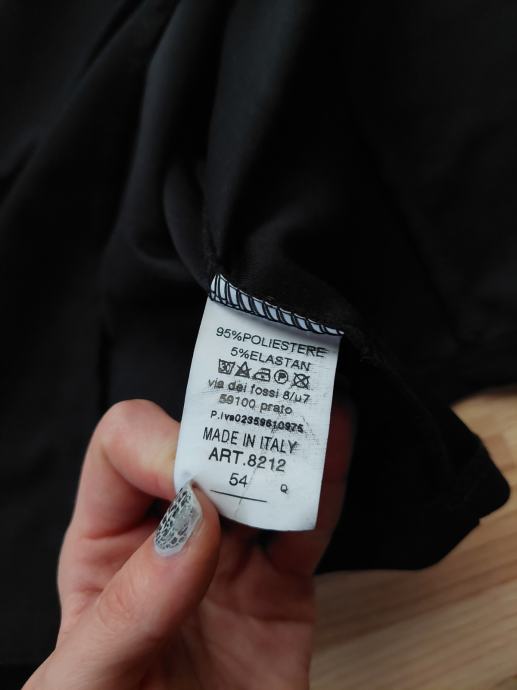 95%POLIESTERE
5%ELASTAN
via dei fossi 8/u7
59100 prato
P.iva02359610975
MADE IN ITALY
ART.8212
54
Q